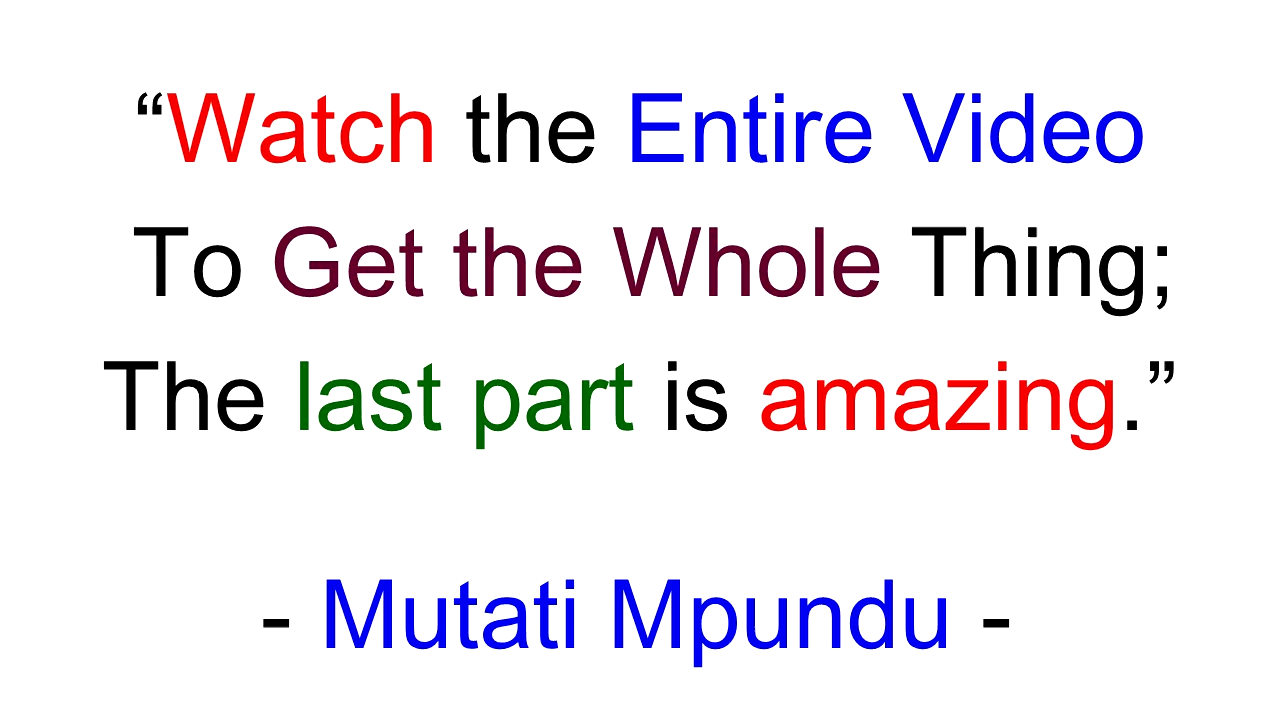 “Watch the Entire Video
To Get the Whole Thing;
The last part is amazing.”
- Mutati Mpundu -